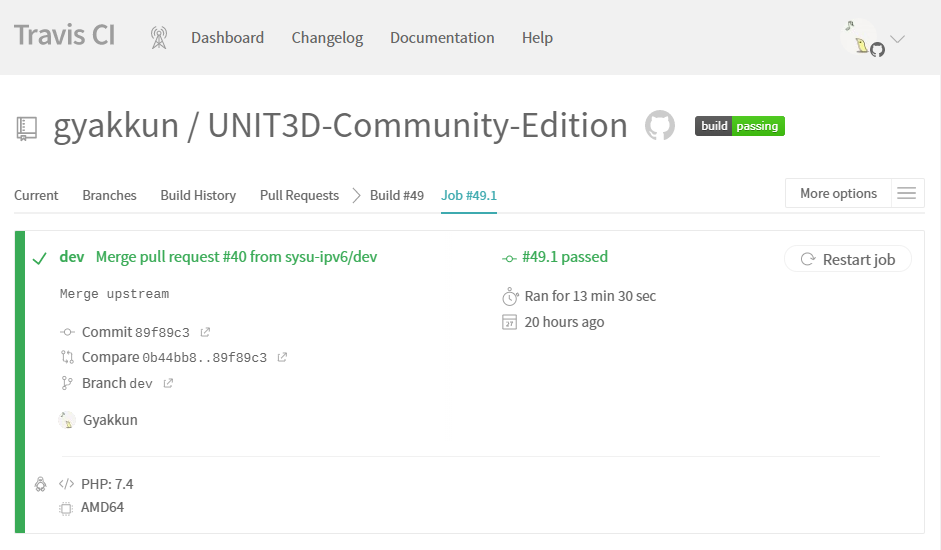 Travis CI Dashboard Changelog Documentation Help
gyakkun / UNIT3D-Community-Edition build passing
Current Branches Build History Pull Requests Build #49 Job #49.1 More options
dev Merge pull request #40 from sysu-ipv6/dev #49.1 passed Restart job
Merge upstream Ran for 13 min 30 sec
Commit 89f89c3 20 hours ago
Compare 0b44bb8..89f89c3
Branch dev
Gyakkun
PHP: 7.4
AMD64